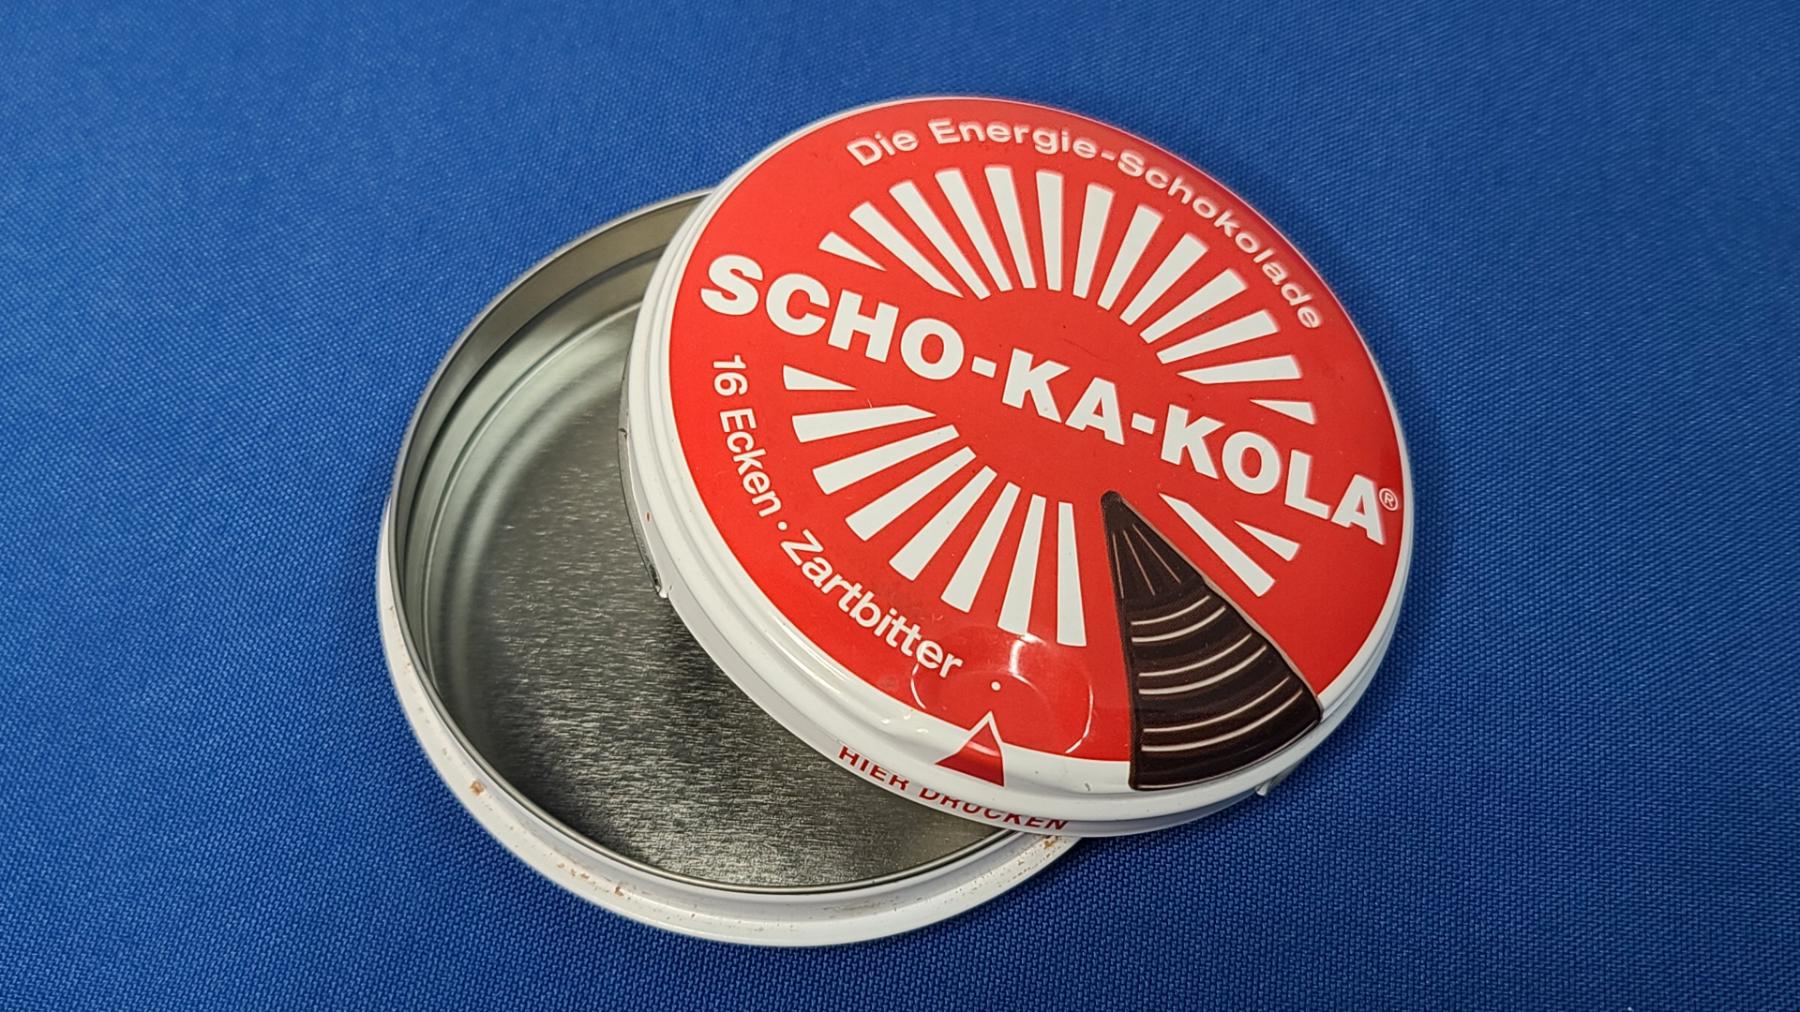 Die Energie-Schokolade
SCHO-KA-KOLA®
16 Ecken · Zartbitter
HIER DRÜCKEN